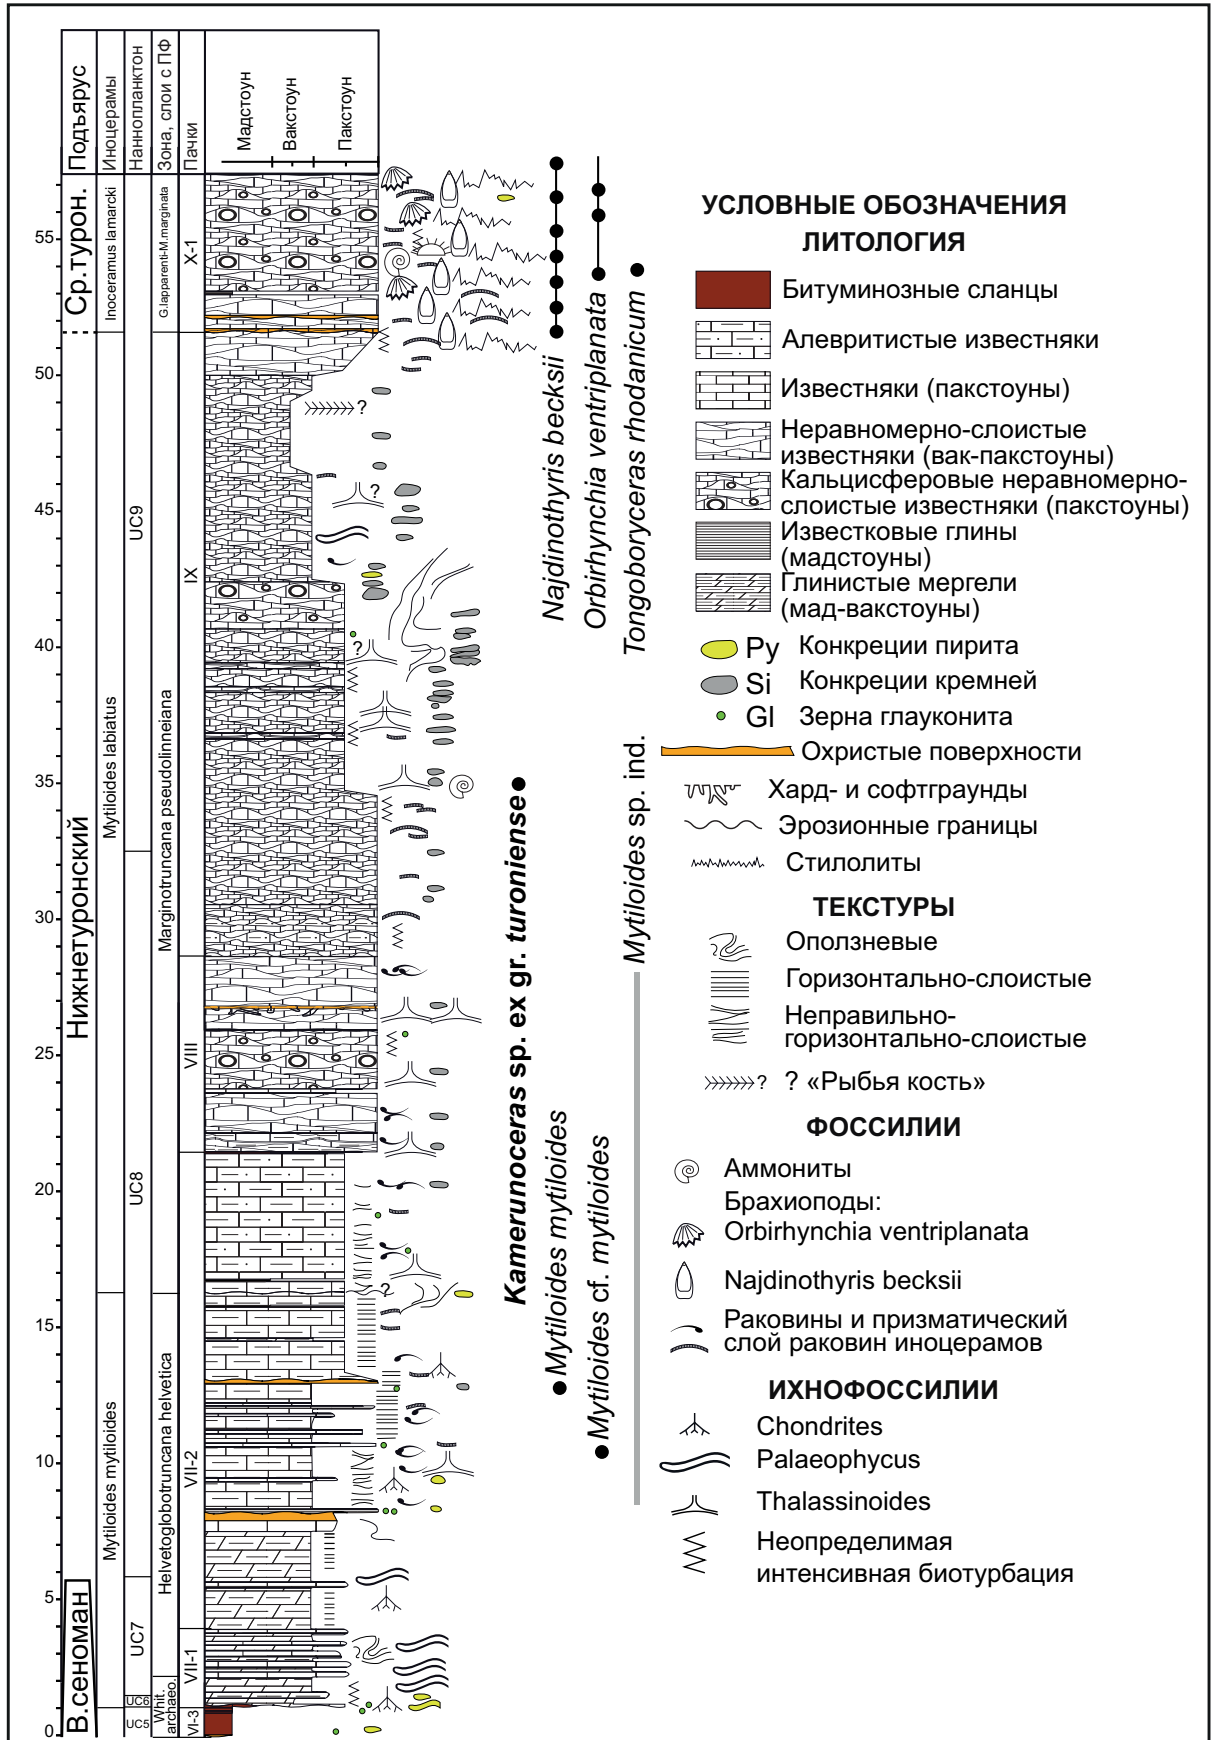 Подъярус
Иноцерамы
Наннопланктон
Зона, слои с ПФ
Пачки
Мадстоун
Вакстоун
Пакстоун
Ср.турон.
Inoceramus lamarcki
G.lapparenti-M.marginata
X-1
55
50
45
40
35
30
25
20
15
10
5
0
Нижнетуронский
В.сеноман
Mytiloides labiatus
Mytiloides mytiloides
UC9
UC8
UC7
UC6
UC5
Marginotruncana pseudolinneiana
Helvetoglobotruncana helvetica
Whit. archaeo.
IX
VIII
VII-2
VII-1
VI-3
?
?
?
?
Najdinothyris becksii
Orbirhynchia ventriplanata
Tongoboryceras rhodanicum
Kamerunoceras sp. ex gr. turoniense
Mytiloides mytiloides
Mytiloides cf. mytiloides
Mytiloides sp. ind.
УСЛОВНЫЕ ОБОЗНАЧЕНИЯ
ЛИТОЛОГИЯ
Битуминозные сланцы
Алевритистые известняки
Известняки (пакстоуны)
Неравномерно-слоистые
известняки (вак-пакстоуны)
Кальцисферовые неравномерно-
слоистые известняки (пакстоуны)
Известковые глины
(мадстоуны)
Глинистые мергели
(мад-вакстоуны)
Py Конкреции пирита
Si Конкреции кремней
Gl Зерна глауконита
Охристые поверхности
Хард- и софтграунды
Эрозионные границы
Стилолиты
ТЕКСТУРЫ
Оползневые
Горизонтально-слоистые
Неправильно-
горизонтально-слоистые
? ? «Рыбья кость»
ФОССИЛИИ
Аммониты
Брахиоподы:
Orbirhynchia ventriplanata
Najdinothyris becksii
Раковины и призматический
слой раковин иноцерамов
ИХНОФОССИЛИИ
Chondrites
Palaeophycus
Thalassinoides
Неопределимая
интенсивная биотурбация